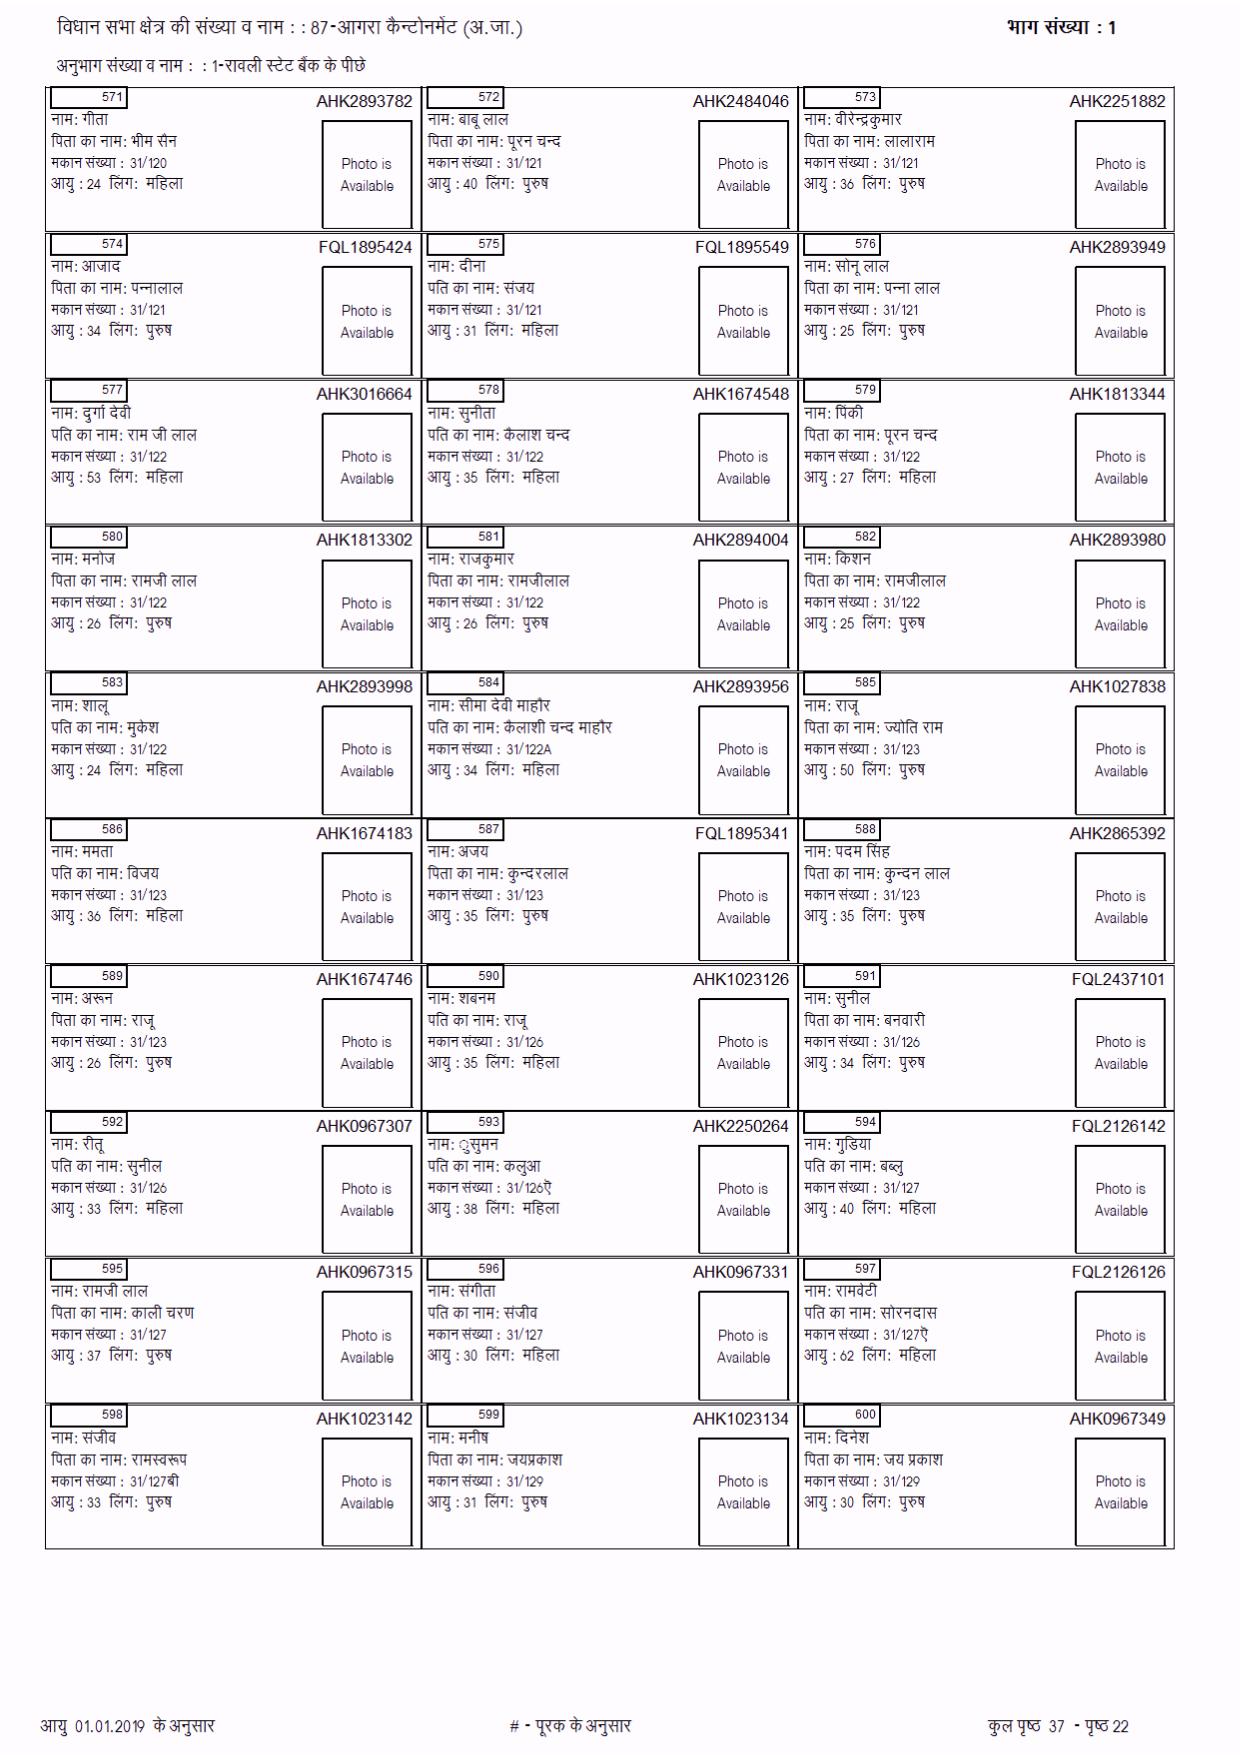 विधान सभा क्षेत्र की संख्या व नाम : : 87-आगरा कैन्टोनमेंट (अ.जा.) भाग संख्या : 1
अनुभाग संख्या व नाम : : 1-रावली स्टेट बैंक के पीछे
571 AHK2893782
नाम: गीता
पिता का नाम: भीम सैन
मकान संख्या : 31/120
आयु : 24 लिंग: महिला
Photo is
Available
572 AHK2484046
नाम: बाबू लाल
पिता का नाम: पूरन चन्द
मकान संख्या : 31/121
आयु : 40 लिंग: पुरुष
Photo is
Available
573 AHK2251882
नाम: वीरेन्द्रकुमार
पिता का नाम: लालाराम
मकान संख्या : 31/121
आयु : 36 लिंग: पुरुष
Photo is
Available
574 FQL1895424
नाम: आजाद
पिता का नाम: पन्नालाल
मकान संख्या : 31/121
आयु : 34 लिंग: पुरुष
Photo is
Available
575 FQL1895549
नाम: दीना
पति का नाम: संजय
मकान संख्या : 31/121
आयु : 31 लिंग: महिला
Photo is
Available
576 AHK2893949
नाम: सोनू लाल
पिता का नाम: पन्ना लाल
मकान संख्या : 31/121
आयु : 25 लिंग: पुरुष
Photo is
Available
577 AHK3016664
नाम: दुर्गा देवी
पति का नाम: राम जी लाल
मकान संख्या : 31/122
आयु : 53 लिंग: महिला
Photo is
Available
578 AHK1674548
नाम: सुनीता
पति का नाम: कैलाश चन्द
मकान संख्या : 31/122
आयु : 35 लिंग: महिला
Photo is
Available
579 AHK1813344
नाम: पिंकी
पिता का नाम: पूरन चन्द
मकान संख्या : 31/122
आयु : 27 लिंग: महिला
Photo is
Available
580 AHK1813302
नाम: मनोज
पिता का नाम: रामजी लाल
मकान संख्या : 31/122
आयु : 26 लिंग: पुरुष
Photo is
Available
581 AHK2894004
नाम: राजकुमार
पिता का नाम: रामजीलाल
मकान संख्या : 31/122
आयु : 26 लिंग: पुरुष
Photo is
Available
582 AHK2893980
नाम: किशन
पिता का नाम: रामजीलाल
मकान संख्या : 31/122
आयु : 25 लिंग: पुरुष
Photo is
Available
583 AHK2893998
नाम: शालू
पति का नाम: मुकेश
मकान संख्या : 31/122
आयु : 24 लिंग: महिला
Photo is
Available
584 AHK2893956
नाम: सीमा देवी माहौर
पति का नाम: कैलाशी चन्द माहौर
मकान संख्या : 31/122A
आयु : 34 लिंग: महिला
Photo is
Available
585 AHK1027838
नाम: राजू
पिता का नाम: ज्योति राम
मकान संख्या : 31/123
आयु : 50 लिंग: पुरुष
Photo is
Available
586 AHK1674183
नाम: ममता
पति का नाम: विजय
मकान संख्या : 31/123
आयु : 36 लिंग: महिला
Photo is
Available
587 FQL1895341
नाम: अजय
पिता का नाम: कुन्दरलाल
मकान संख्या : 31/123
आयु : 35 लिंग: पुरुष
Photo is
Available
588 AHK2865392
नाम: पदम सिंह
पिता का नाम: कुन्दन लाल
मकान संख्या : 31/123
आयु : 35 लिंग: पुरुष
Photo is
Available
589 AHK1674746
नाम: अरून
पिता का नाम: राजू
मकान संख्या : 31/123
आयु : 26 लिंग: पुरुष
Photo is
Available
590 AHK1023126
नाम: शबनम
पति का नाम: राजू
मकान संख्या : 31/126
आयु : 35 लिंग: महिला
Photo is
Available
591 FQL2437101
नाम: सुनील
पिता का नाम: बनवारी
मकान संख्या : 31/126
आयु : 34 लिंग: पुरुष
Photo is
Available
592 AHK0967307
नाम: रीतू
पति का नाम: सुनील
मकान संख्या : 31/126
आयु : 33 लिंग: महिला
Photo is
Available
593 AHK2250264
नाम: ुसुमन
पति का नाम: कलुआ
मकान संख्या : 31/126ऎ
आयु : 38 लिंग: महिला
Photo is
Available
594 FQL2126142
नाम: गुडिया
पति का नाम: बब्लु
मकान संख्या : 31/127
आयु : 40 लिंग: महिला
Photo is
Available
595 AHK0967315
नाम: रामजी लाल
पिता का नाम: काली चरण
मकान संख्या : 31/127
आयु : 37 लिंग: पुरुष
Photo is
Available
596 AHK0967331
नाम: संगीता
पति का नाम: संजीव
मकान संख्या : 31/127
आयु : 30 लिंग: महिला
Photo is
Available
597 FQL2126126
नाम: रामवेटी
पति का नाम: सोरनदास
मकान संख्या : 31/127ऎ
आयु : 62 लिंग: महिला
Photo is
Available
598 AHK1023142
नाम: संजीव
पिता का नाम: रामस्वरूप
मकान संख्या : 31/127बी
आयु : 33 लिंग: पुरुष
Photo is
Available
599 AHK1023134
नाम: मनीष
पिता का नाम: जयप्रकाश
मकान संख्या : 31/129
आयु : 31 लिंग: पुरुष
Photo is
Available
600 AHK0967349
नाम: दिनेश
पिता का नाम: जय प्रकाश
मकान संख्या : 31/129
आयु : 30 लिंग: पुरुष
Photo is
Available
आयु 01.01.2019 के अनुसार # - पूरक के अनुसार कुल पृष्ठ 37 - पृष्ठ 22